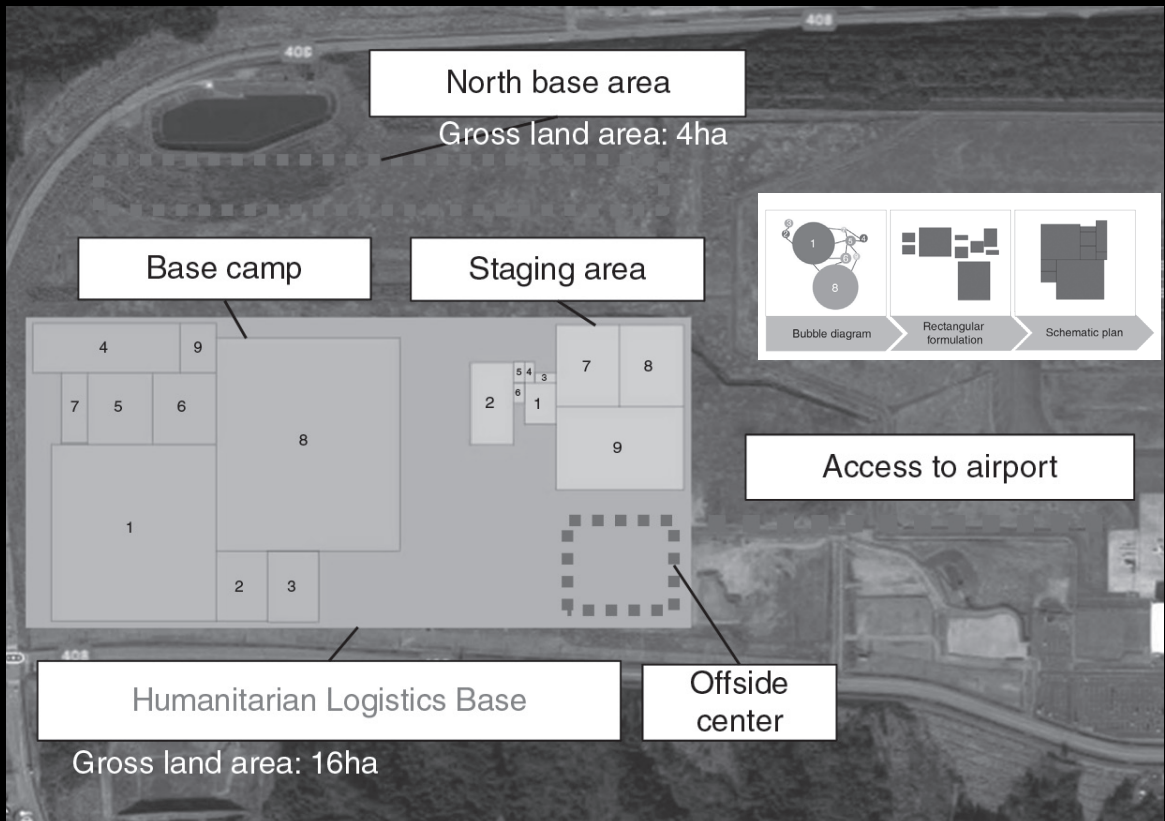 408
408
North base area
Gross land area: 4ha
Base camp
Staging area
1
8
Bubble diagram
Rectangular
formulation
Schematic plan
4
9
7
5
6
8
1
2
3
7
8
5
4
3
6
2
1
9
Access to airport
408
Humanitarian Logistics Base
Gross land area: 16ha
Offside
center